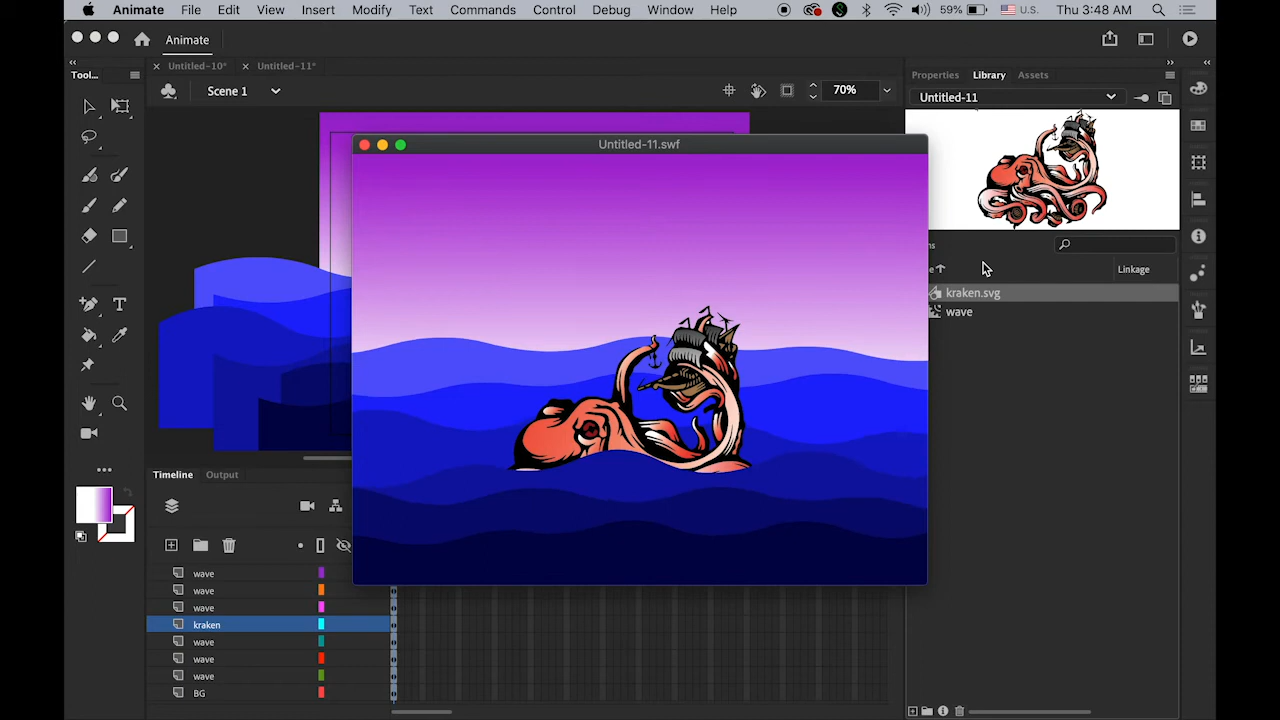 Animate File Edit View Insert Modify Text Commands Control Debug Window Help 59% U.S. Thu 3:48 AM
Animate
Tool...
Untitled-10* Untitled-11*
Properties Library Assets
Scene 1
70%
Untitled-11
Untitled-11.swf
ns
e Linkage
kraken.svg
wave
Timeline Output
wave
wave
wave
kraken
wave
wave
wave
BG